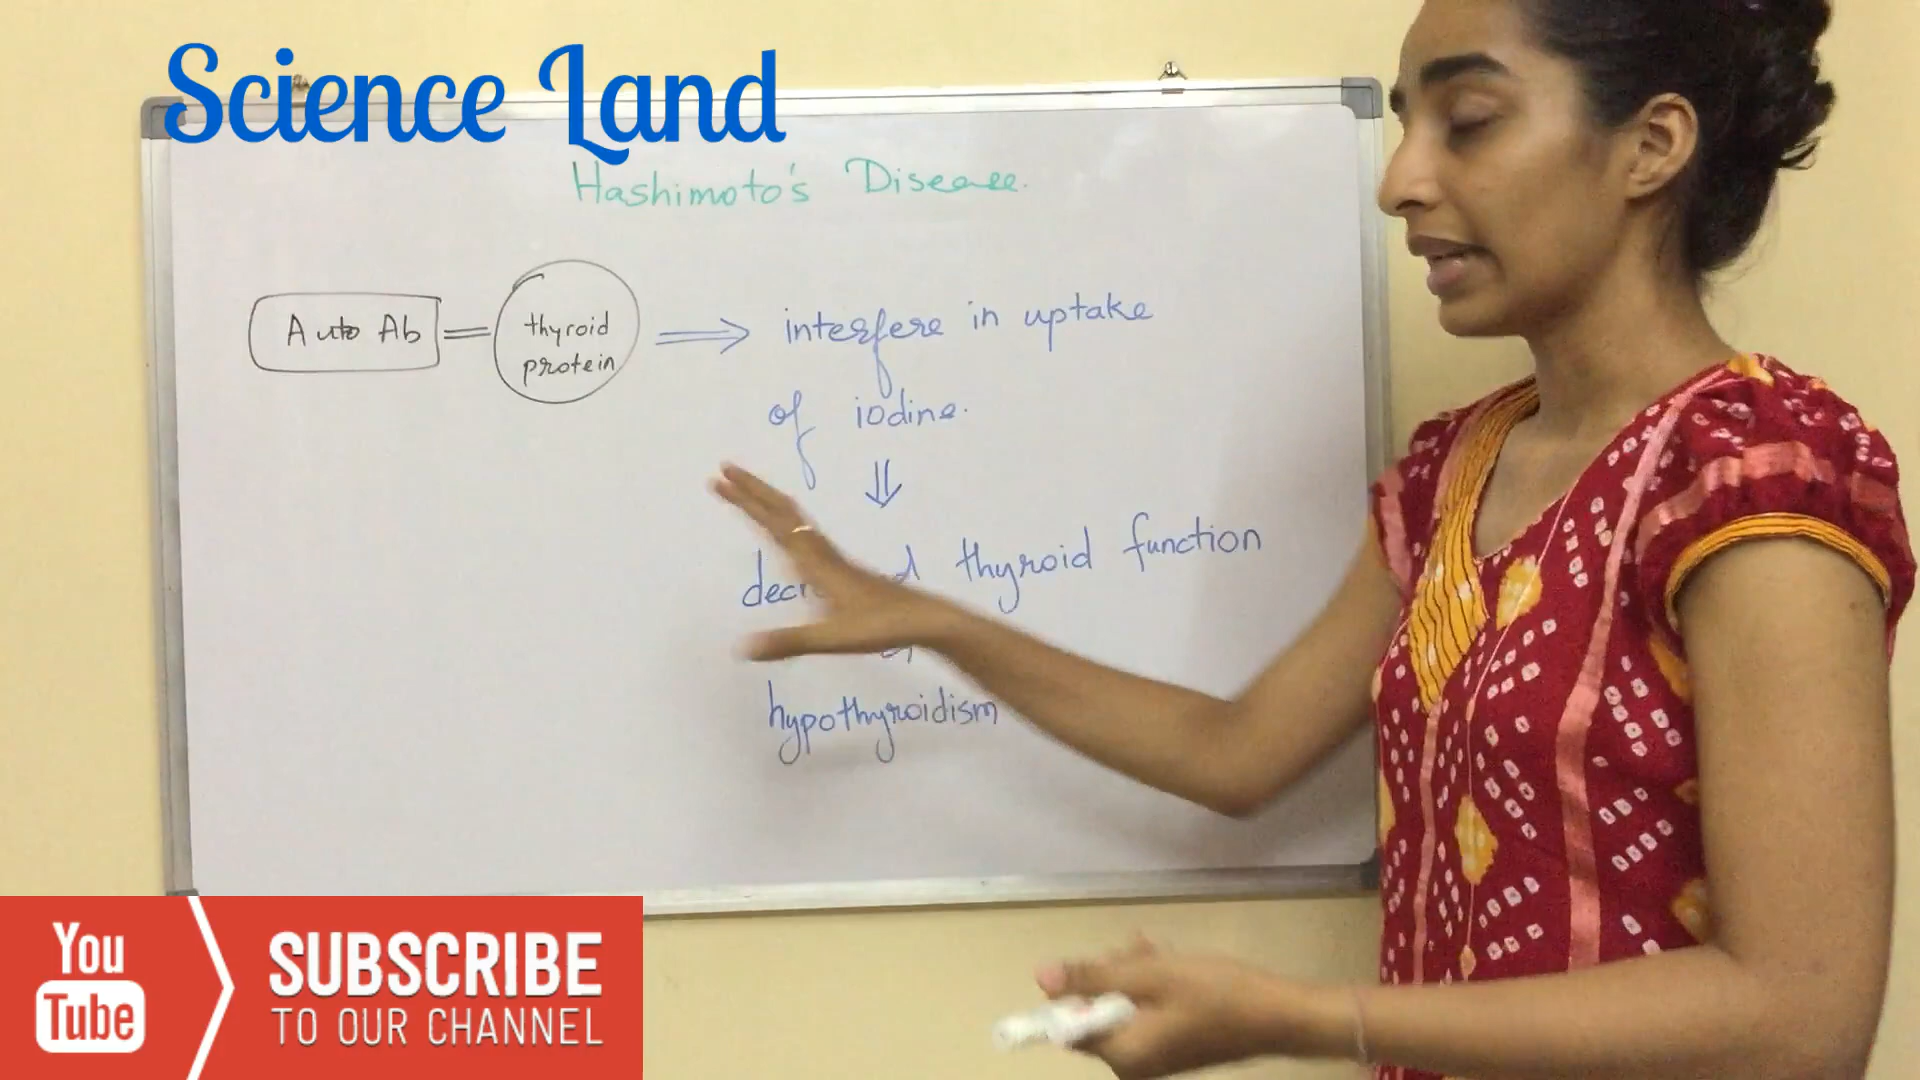 Science Land
Hashimoto's Disease.
Auto Ab
thyroid
protein
interfere in uptake
of iodine.
thyroid function
hypothyroidism
You
Tube
SUBSCRIBE
TO OUR CHANNEL